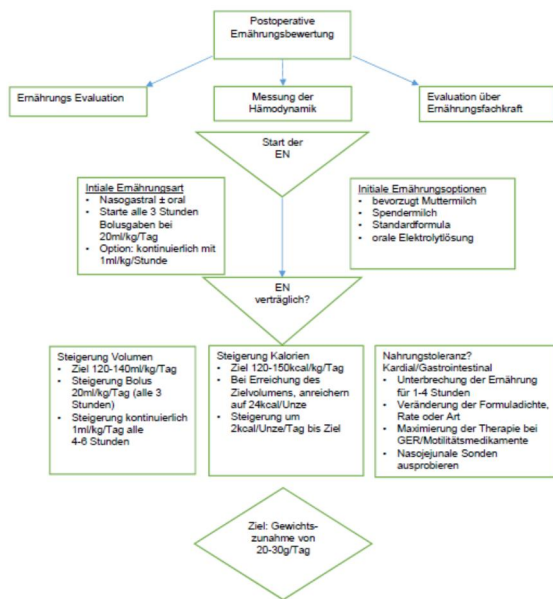 Postoperative
Ernährungsbewertung
Ernährungs Evaluation
Messung der
Hämodynamik
Evaluation über
Ernährungsfachkraft
Start der
EN
Intiale Ernährungsart
• Nasogastral ± oral
• Starte alle 3 Stunden
Bolusgaben bei
20ml/kg/Tag
• Option: kontinuierlich mit
1ml/kg/Stunde
Initiale Ernährungsoptionen
• bevorzugt Muttermilch
• Spendermilch
• Standardformula
• orale Elektrolytlösung
EN
verträglich?
Steigerung Volumen
• Ziel 120-140ml/kg/Tag
• Steigerung Bolus
20ml/kg/Tag (alle 3
Stunden)
• Steigerung kontinuierlich
1ml/kg/Tag alle
4-6 Stunden
Steigerung Kalorien
• Ziel 120-150kcal/kg/Tag
• Bei Erreichung des
Zielvolumens, anreichern
auf 24kcal/Unze
• Steigerung um
2kcal/Unze/Tag bis Ziel
Nahrungstoleranz?
Kardial/Gastrointestinal
• Unterbrechung der Ernährung
für 1-4 Stunden
• Veränderung der Formuladichte,
Rate oder Art
• Maximierung der Therapie bei
GER/Motilitätsmedikamente
• Nasojejunale Sonden
ausprobieren
Ziel: Gewichts-
zunahme von
20-30g/Tag